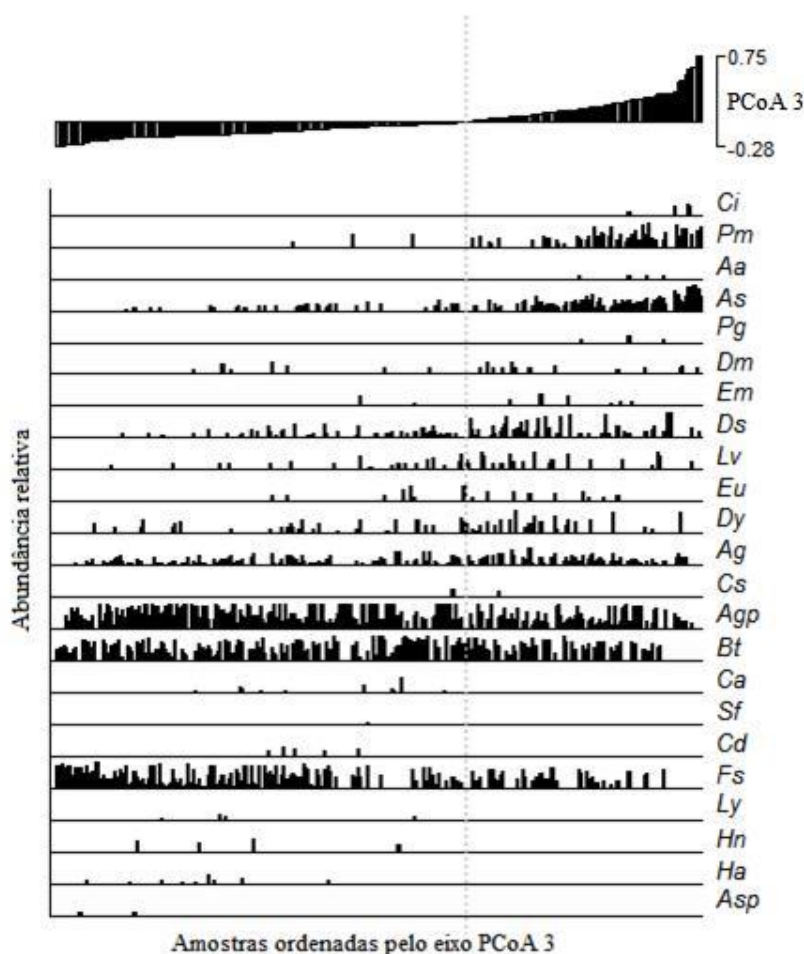 0.75
PCoA 3
-0.28
Ci
Pm
Aa
As
Pg
Dm
Em
Ds
Lv
Eu
Dy
Ag
Cs
Agp
Bt
Ca
Sf
Cd
Fs
Ly
Hn
Ha
Asp
Abundância relativa
Amostras ordenadas pelo eixo PCoA 3